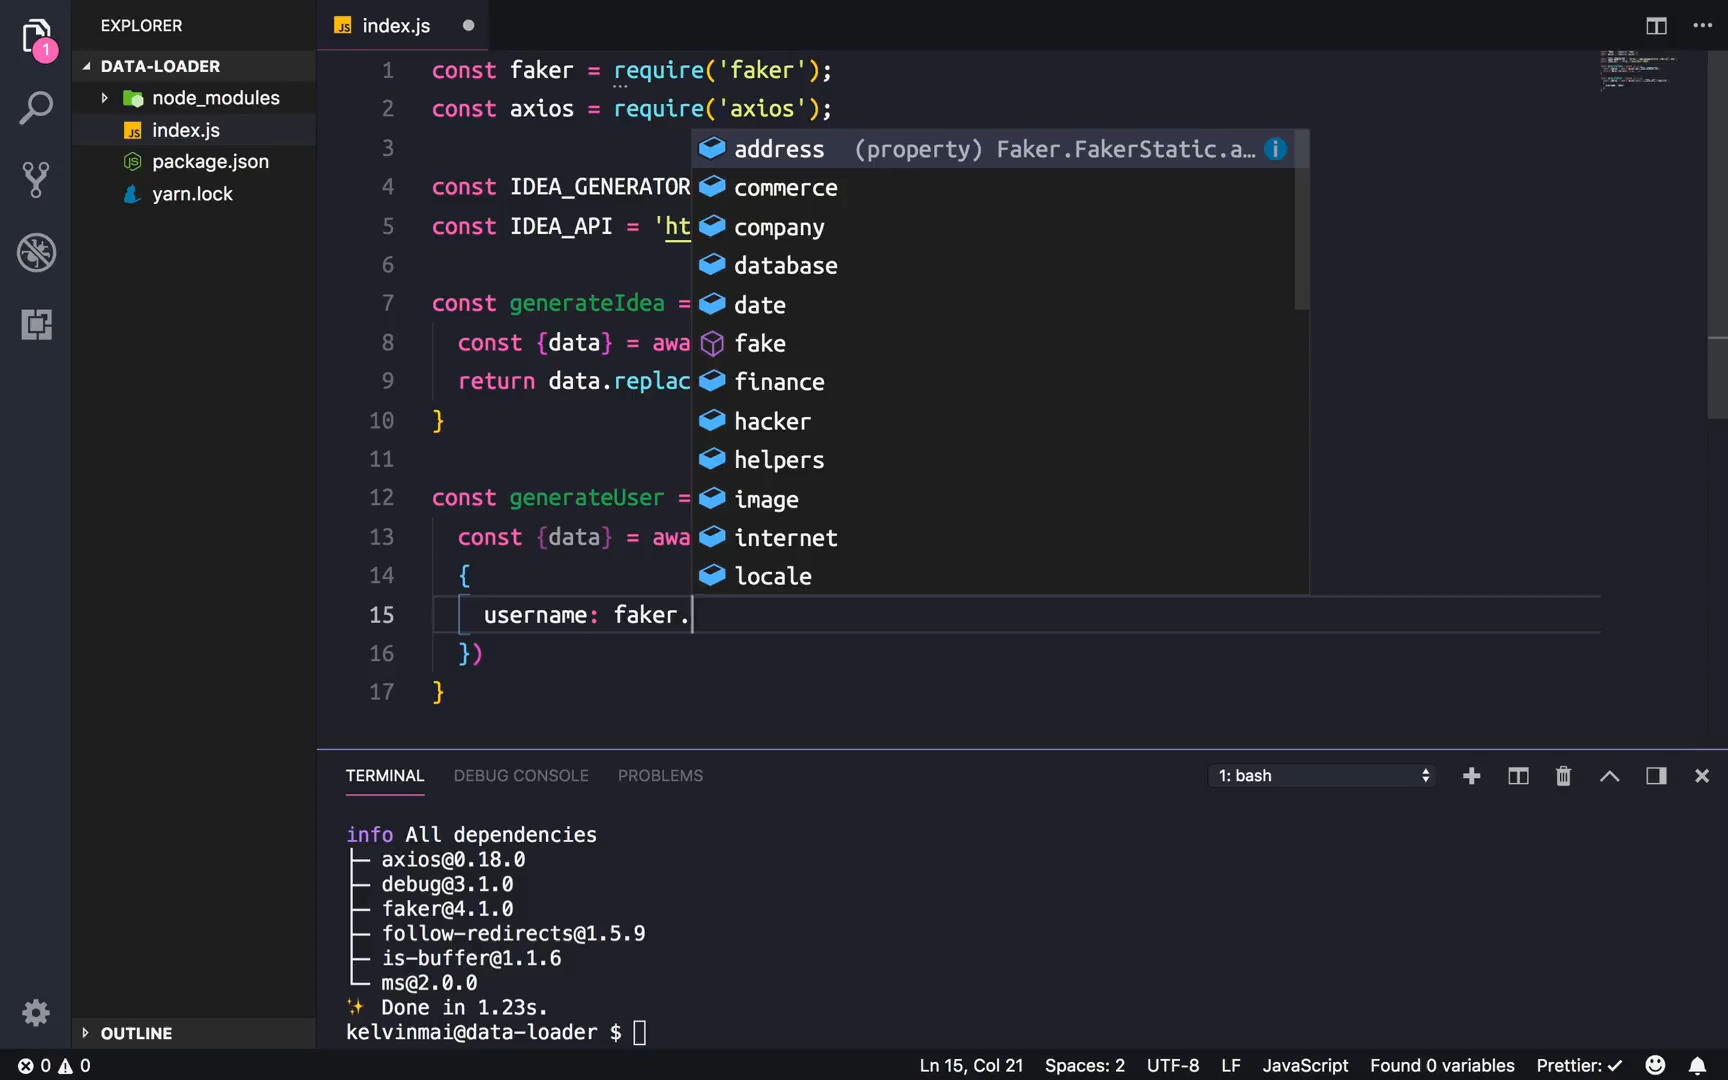 EXPLORER
DATA-LOADER
node_modules
JS index.js
package.json
yarn.lock
OUTLINE
1
JS index.js
1 const faker = require('faker');
2 const axios = require('axios');
3
4 const IDEA_GENERATOR
5 const IDEA_API = 'ht
6
7 const generateIdea =
8 const {data} = awa
9 return data.replac
10 }
11
12 const generateUser =
13 const {data} = awa
14 {
15 username: faker.
16 })
17 }
address (property) Faker.FakerStatic.a…
commerce
company
database
date
fake
finance
hacker
helpers
image
internet
locale
TERMINAL DEBUG CONSOLE PROBLEMS 1: bash
info All dependencies
├─ axios@0.18.0
├─ debug@3.1.0
├─ faker@4.1.0
├─ follow-redirects@1.5.9
├─ is-buffer@1.1.6
└─ ms@2.0.0
✨ Done in 1.23s.
kelvinmai@data-loader $
0 0 Ln 15, Col 21 Spaces: 2 UTF-8 LF JavaScript Found 0 variables Prettier: ✓